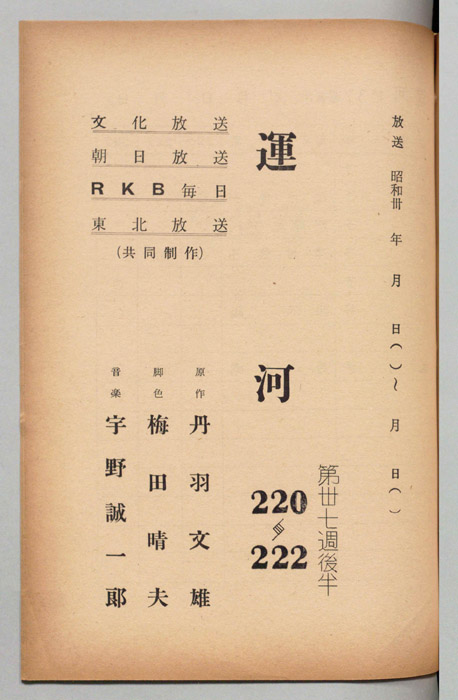 放送 昭和卅 年 月 日( )〜 月 日( )
運河
第卅七週後半
220〜222
文化放送
朝日放送
RKB毎日
東北放送
(共同制作)
原作 丹羽文雄
脚色 梅田晴夫
音楽 宇野誠一郎